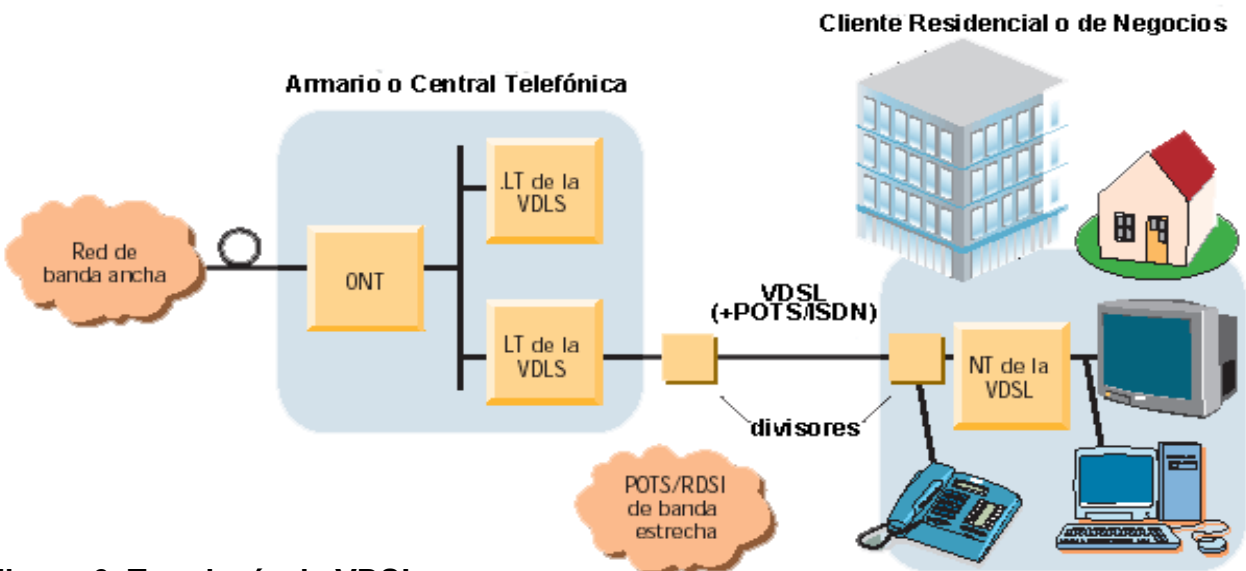 Cliente Residencial o de Negocios
Armario o Central Telefónica
.LT de la
VDLS
Red de
banda ancha
ONT
LT de la
VDLS
VDSL
(+POTS/ISDN)
NT de la
VDSL
divisores
POTS/RDSI
de banda
estrecha